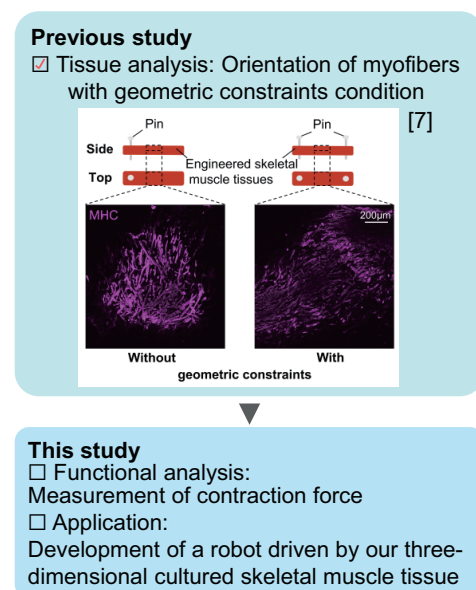 Previous study
☑ Tissue analysis: Orientation of myofibers
with geometric constraints condition
[7]
Pin
Pin
Side
Engineered skeletal
muscle tissues
Top
MHC
200μm
Without
With
geometric constraints
This study
☐ Functional analysis:
Measurement of contraction force
☐ Application:
Development of a robot driven by our three-
dimensional cultured skeletal muscle tissue